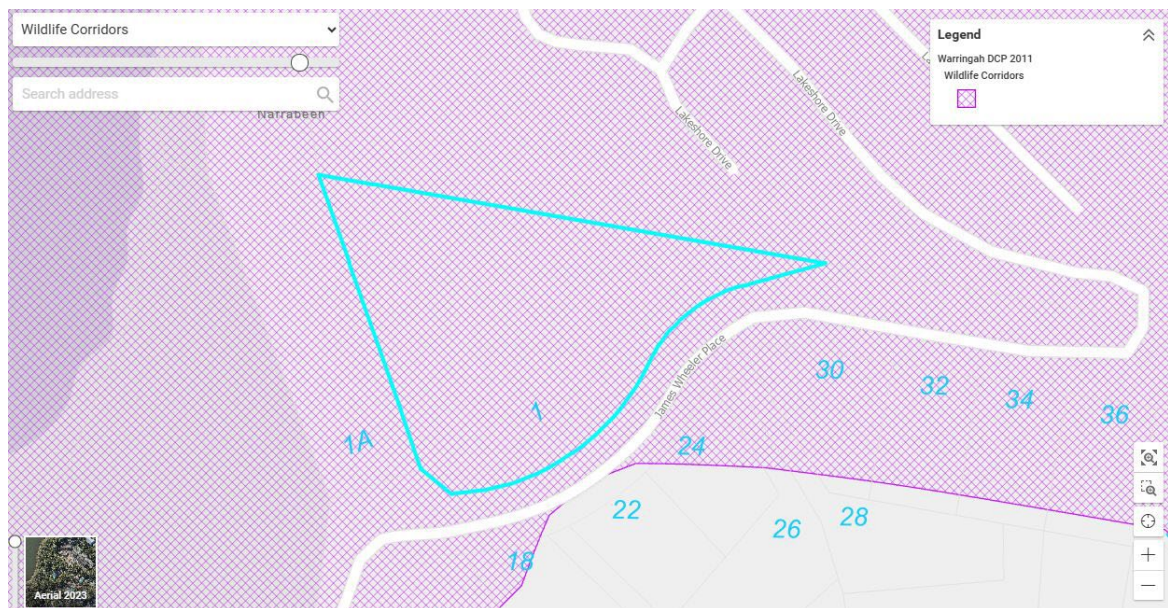 Wildlife Corridors
Search address
Narrabeen
Legend
Warringah DCP 2011
Wildlife Corridors
Lakeshore Drive
Lakeshore Drive
James Wheeler Place
1
1A
30
32
34
36
24
22
26
28
18
Aerial 2023